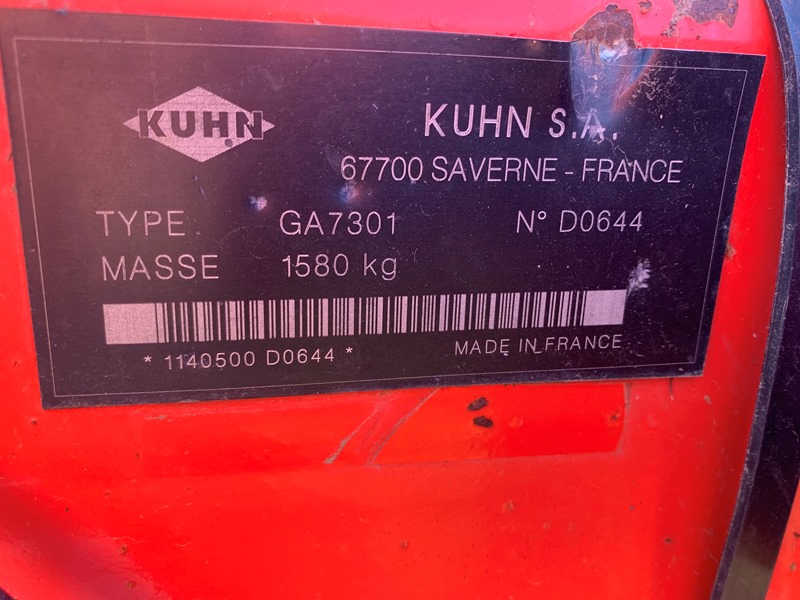 KUHN
KUHN S.A.
67700 SAVERNE - FRANCE
TYPE GA7301 N° D0644
MASSE 1580 kg
* 1140500 D0644 *
MADE IN FRANCE